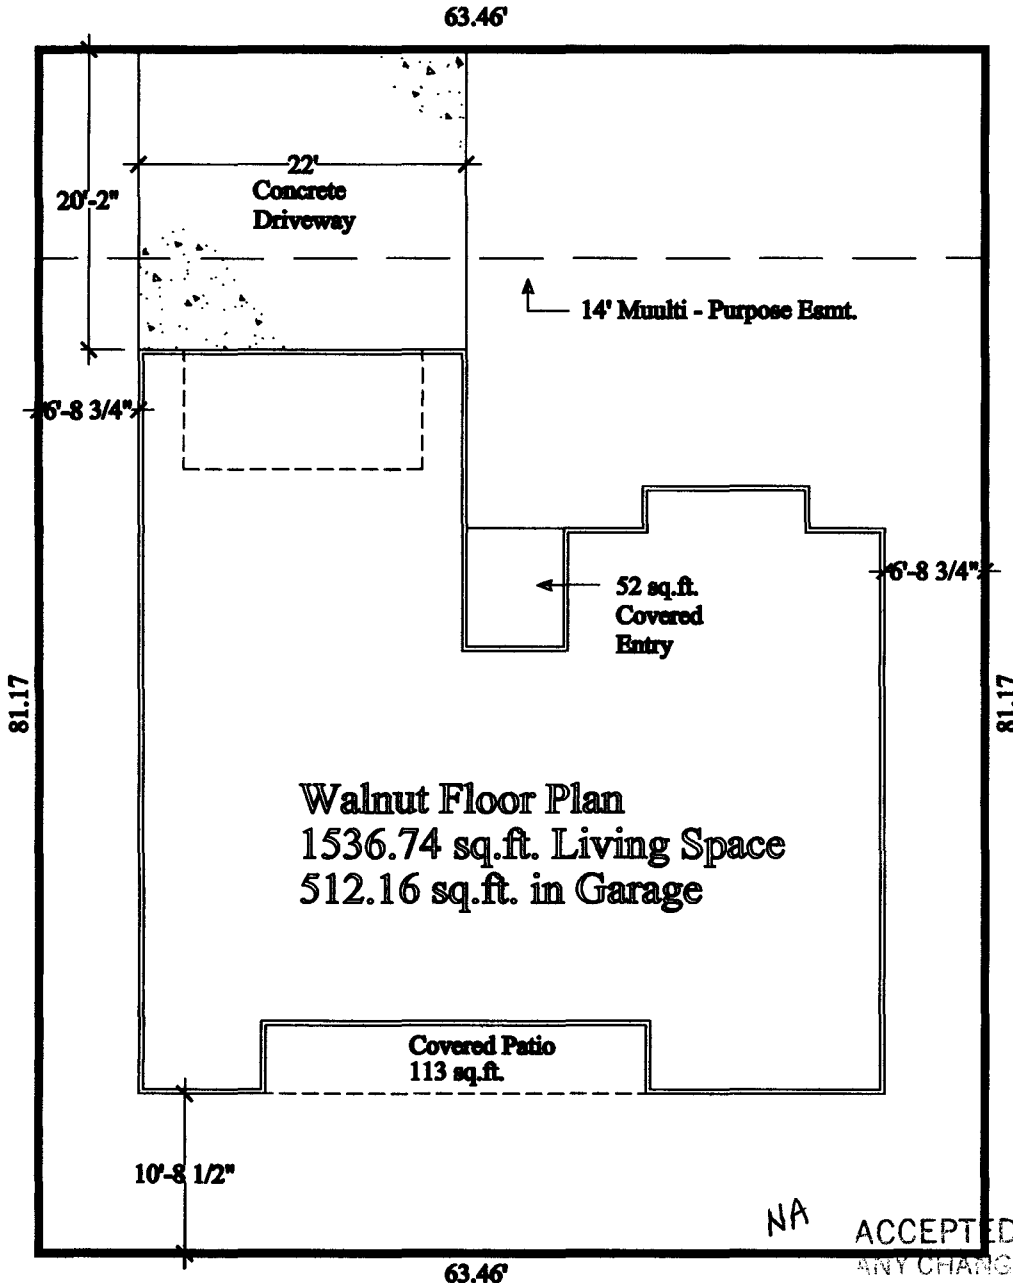 63.46'
22'
Concrete
Driveway
20'-2"
14' Muulti - Purpose Esmt.
6'-8 3/4"
6'-8 3/4"
52 sq.ft.
Covered
Entry
81.17
81.17
Walnut Floor Plan
1536.74 sq.ft. Living Space
512.16 sq.ft. in Garage
Covered Patio
113 sq.ft.
10'-8 1/2"
NA
ACCEPTED
ANY CHANG
63.46'